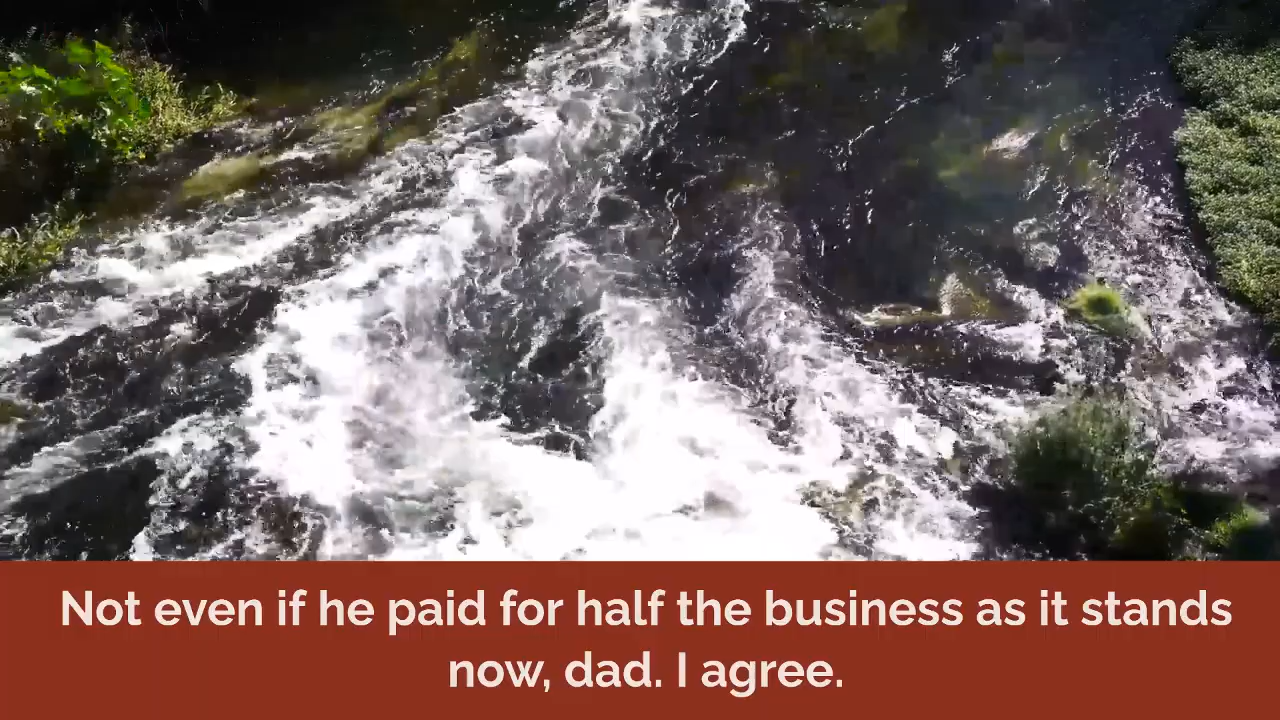 Not even if he paid for half the business as it stands
now, dad. I agree.